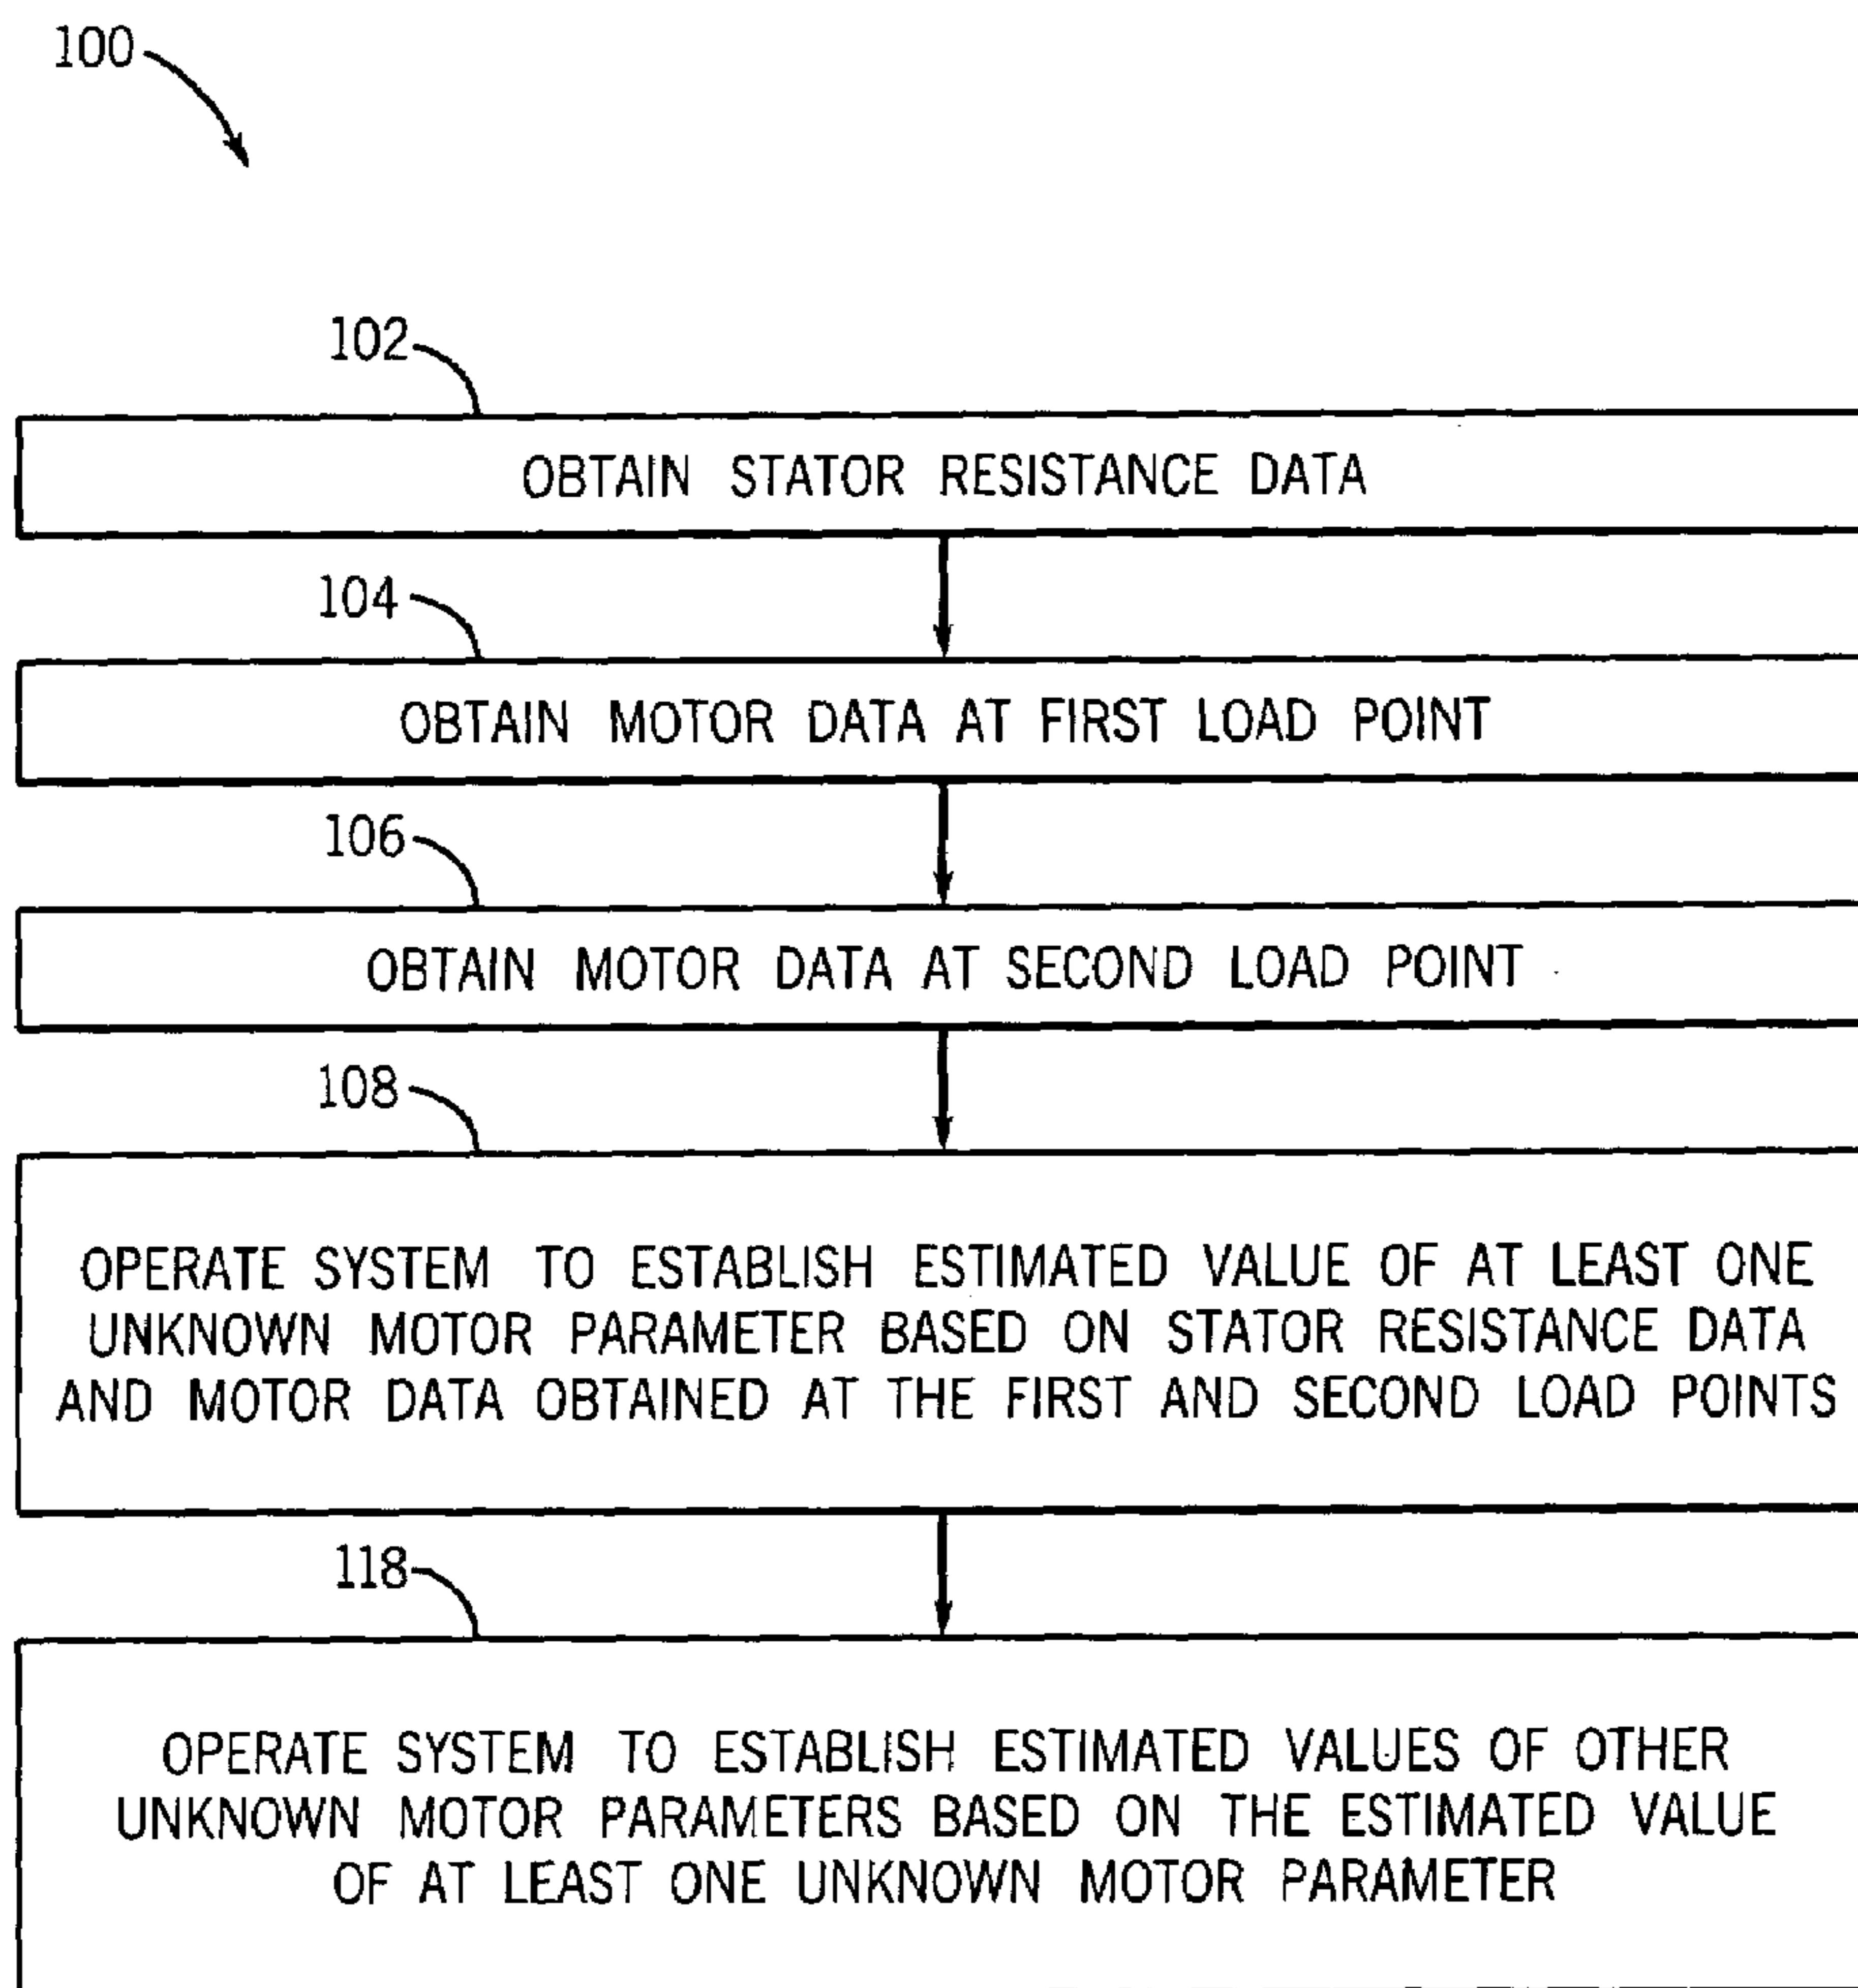 100
102
OBTAIN STATOR RESISTANCE DATA
104
OBTAIN MOTOR DATA AT FIRST LOAD POINT
106
OBTAIN MOTOR DATA AT SECOND LOAD POINT
108
OPERATE SYSTEM TO ESTABLISH ESTIMATED VALUE OF AT LEAST ONE
UNKNOWN MOTOR PARAMETER BASED ON STATOR RESISTANCE DATA
AND MOTOR DATA OBTAINED AT THE FIRST AND SECOND LOAD POINTS
118
OPERATE SYSTEM TO ESTABLISH ESTIMATED VALUES OF OTHER
UNKNOWN MOTOR PARAMETERS BASED ON THE ESTIMATED VALUE
OF AT LEAST ONE UNKNOWN MOTOR PARAMETER